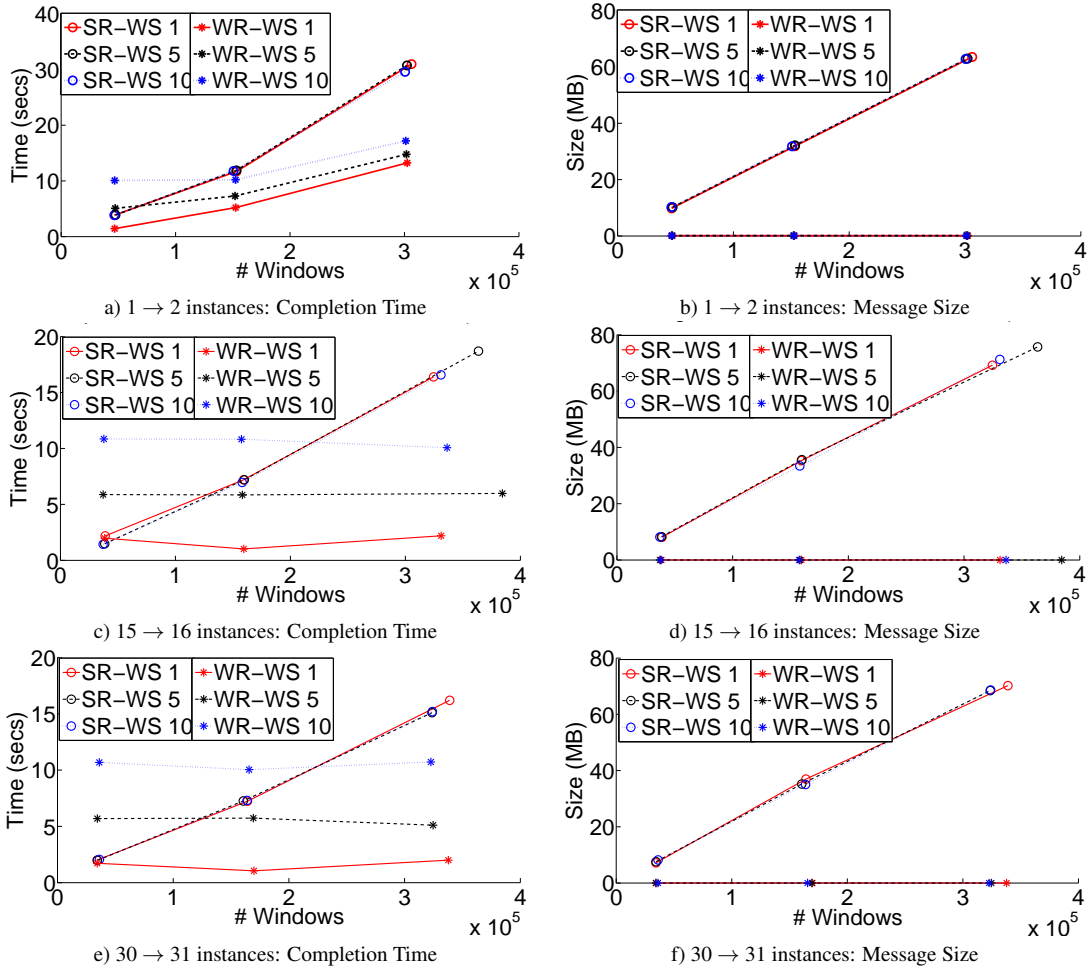 40
30
20
10
0
Time (secs)
SR-WS 1
SR-WS 5
SR-WS 10
WR-WS 1
WR-WS 5
WR-WS 10
0 1 2 3 4
# Windows
x 10^5
a) 1 → 2 instances: Completion Time
80
60
40
20
0
Size (MB)
SR-WS 1
SR-WS 5
SR-WS 10
WR-WS 1
WR-WS 5
WR-WS 10
0 1 2 3 4
# Windows
x 10^5
b) 1 → 2 instances: Message Size
20
15
10
5
0
Time (secs)
SR-WS 1
SR-WS 5
SR-WS 10
WR-WS 1
WR-WS 5
WR-WS 10
0 1 2 3 4
# Windows
x 10^5
c) 15 → 16 instances: Completion Time
80
60
40
20
0
Size (MB)
SR-WS 1
SR-WS 5
SR-WS 10
WR-WS 1
WR-WS 5
WR-WS 10
0 1 2 3 4
# Windows
x 10^5
d) 15 → 16 instances: Message Size
20
15
10
5
0
Time (secs)
SR-WS 1
SR-WS 5
SR-WS 10
WR-WS 1
WR-WS 5
WR-WS 10
0 1 2 3 4
# Windows
x 10^5
e) 30 → 31 instances: Completion Time
80
60
40
20
0
Size (MB)
SR-WS 1
SR-WS 5
SR-WS 10
WR-WS 1
WR-WS 5
WR-WS 10
0 1 2 3 4
# Windows
x 10^5
f) 30 → 31 instances: Message Size